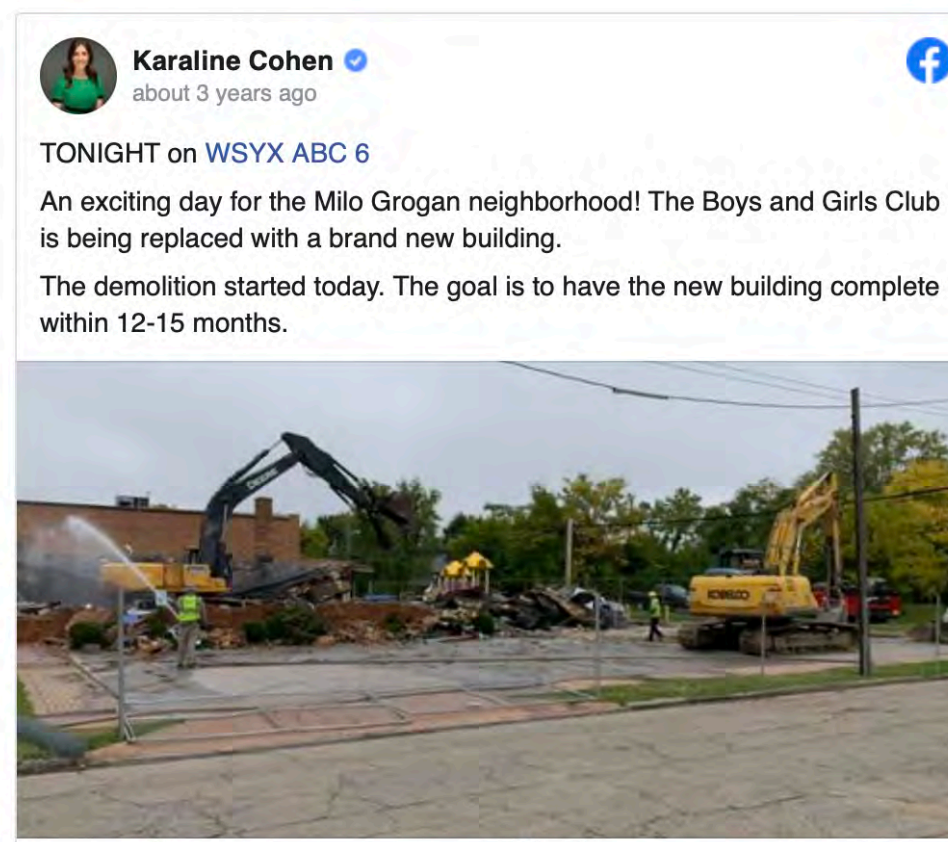 Karaline Cohen
about 3 years ago
TONIGHT on WSYX ABC 6
An exciting day for the Milo Grogan neighborhood! The Boys and Girls Club
is being replaced with a brand new building.
The demolition started today. The goal is to have the new building complete
within 12-15 months.
DEERE
KOBELCO